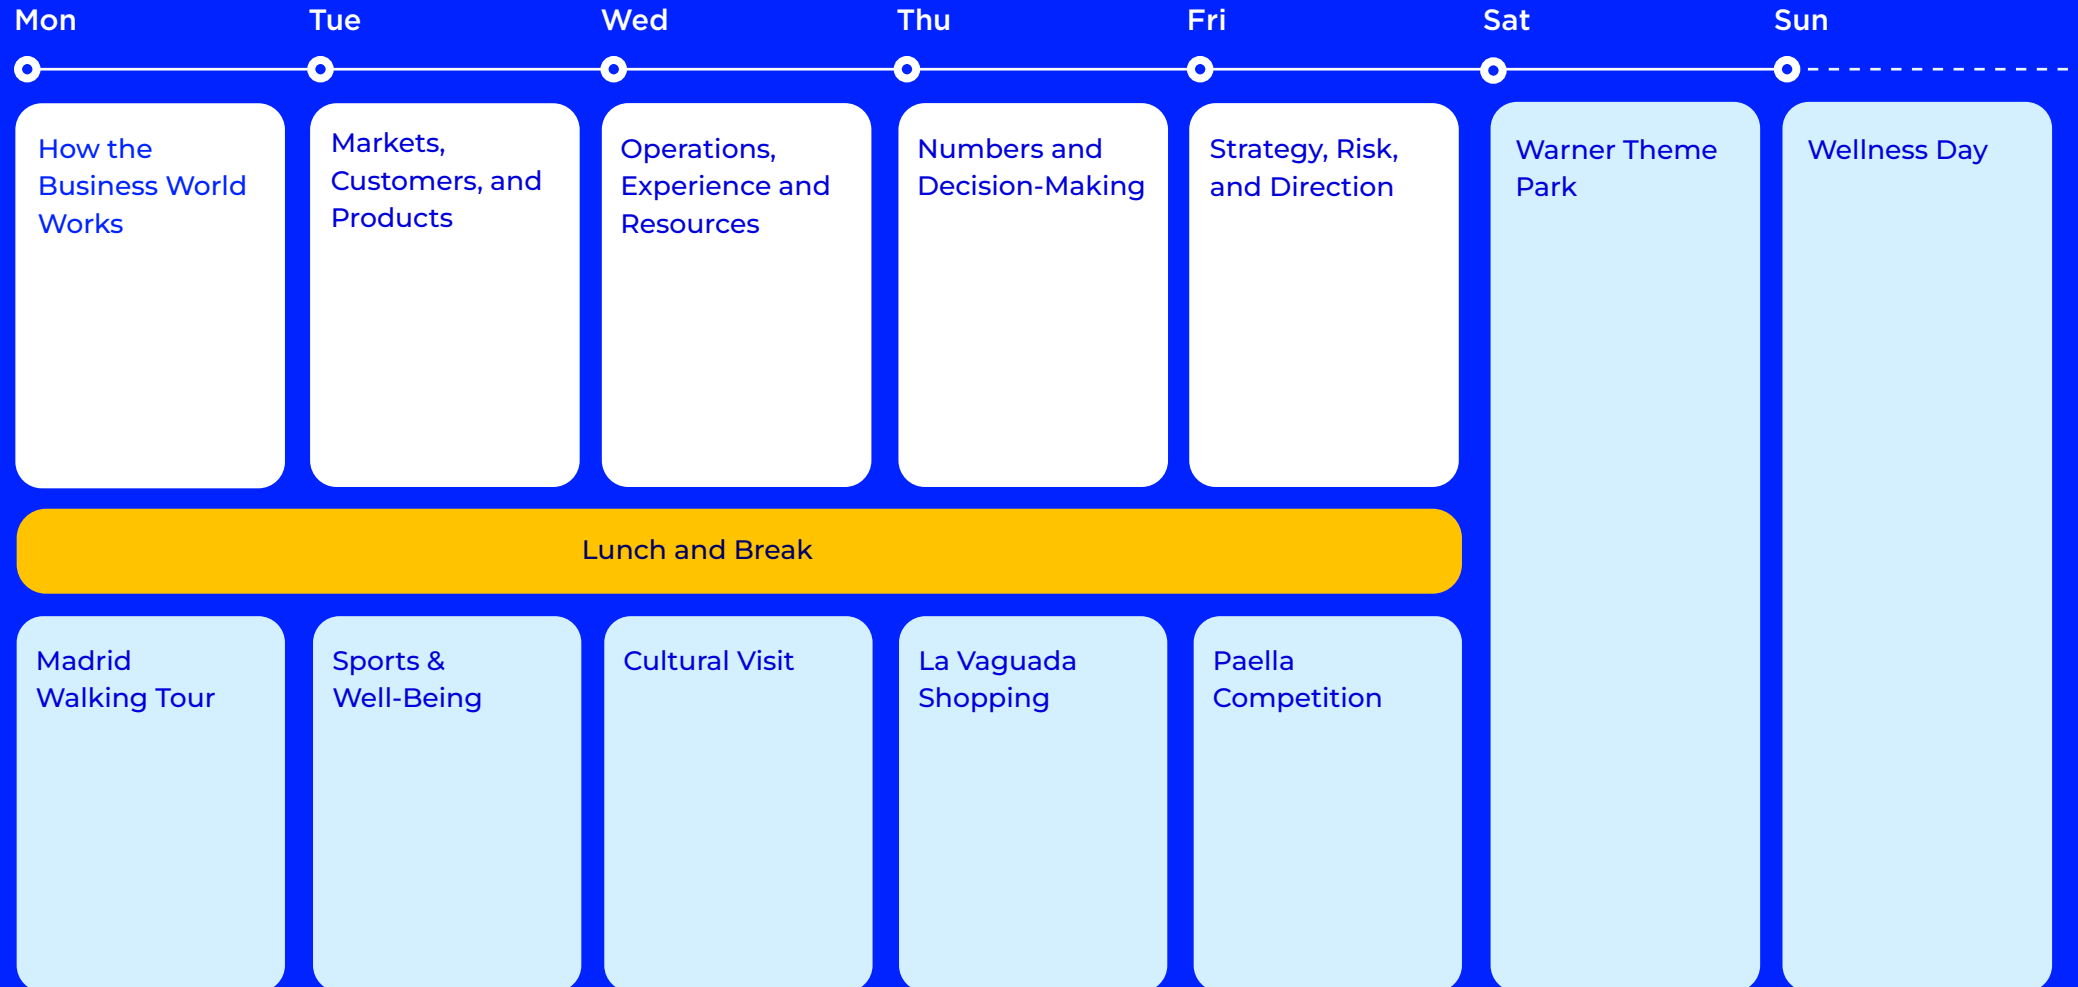 Mon
Tue
Wed
Thu
Fri
Sat
Sun
How the
Business World
Works
Markets,
Customers, and
Products
Operations,
Experience and
Resources
Numbers and
Decision-Making
Strategy, Risk,
and Direction
Warner Theme
Park
Wellness Day
Lunch and Break
Madrid
Walking Tour
Sports &
Well-Being
Cultural Visit
La Vaguada
Shopping
Paella
Competition